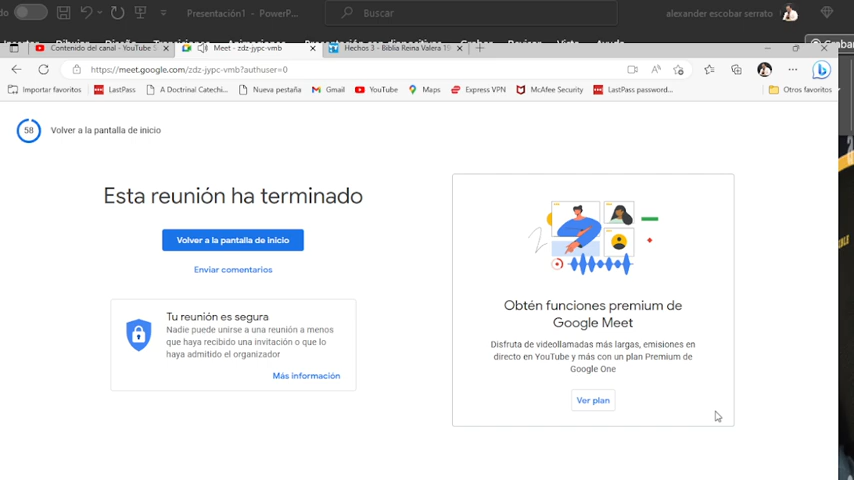 Presentación1 - PowerP...
Buscar
alexander escobar serrato
Contenido del canal - YouTube S
Meet - zdz-jypc-vmb
Hechos 3 - Biblia Reina Valera 19
https://meet.google.com/zdz-jypc-vmb?authuser=0
Importar favoritos
LastPass
A Doctrinal Catechi...
Nueva pestaña
Gmail
YouTube
Maps
Express VPN
McAfee Security
LastPass password...
Otros favoritos
58
Volver a la pantalla de inicio
Esta reunión ha terminado
Volver a la pantalla de inicio
Enviar comentarios
Tu reunión es segura
Nadie puede unirse a una reunión a menos
que haya recibido una invitación o que lo
haya admitido el organizador
Más información
Obtén funciones premium de
Google Meet
Disfruta de videollamadas más largas, emisiones en
directo en YouTube y más con un plan Premium de
Google One
Ver plan